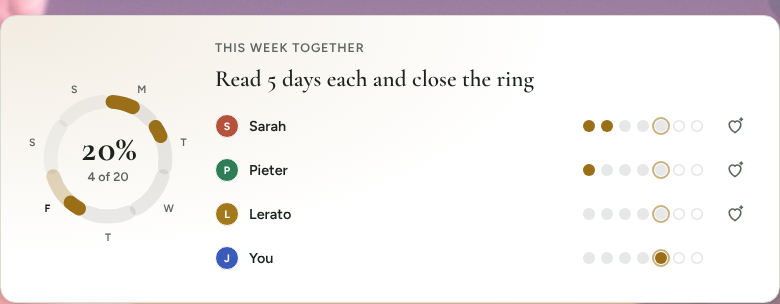 THIS WEEK TOGETHER
Read 5 days each and close the ring
S M
S T
20%
4 of 20
F W
T
S Sarah
P Pieter
L Lerato
J You